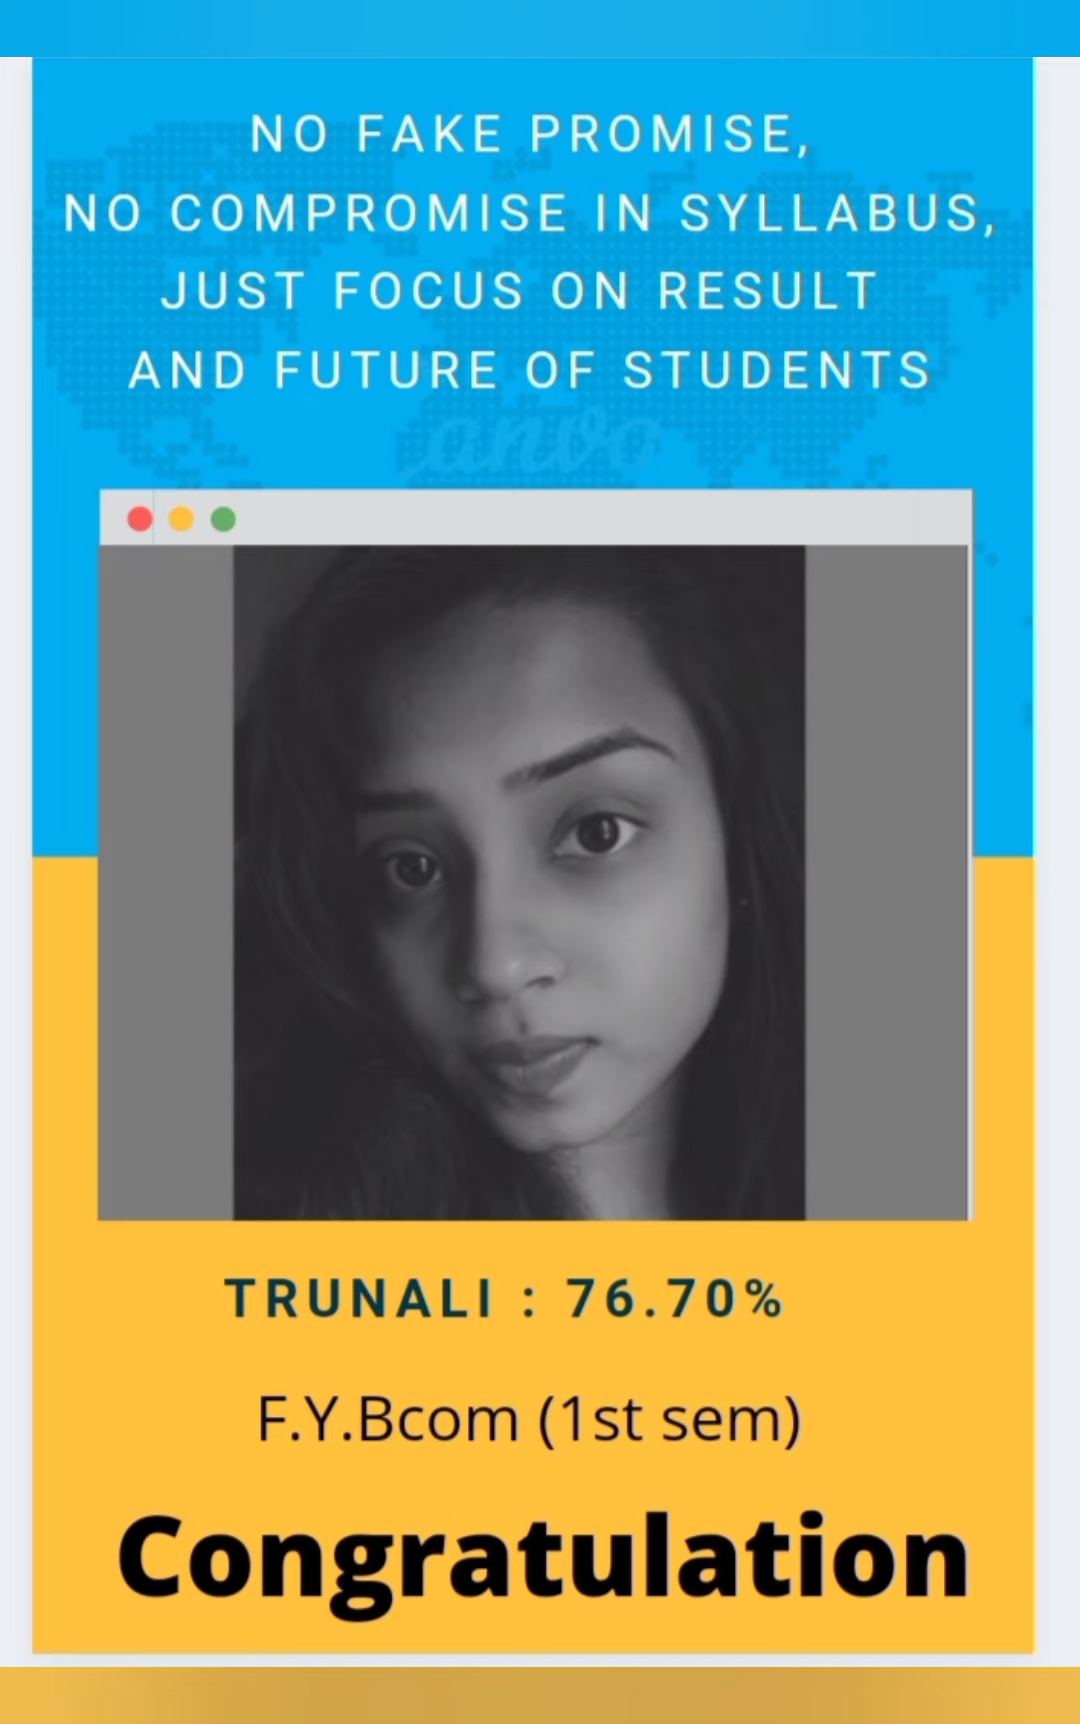 NO FAKE PROMISE,
NO COMPROMISE IN SYLLABUS,
JUST FOCUS ON RESULT
AND FUTURE OF STUDENTS
TRUNALI : 76.70%
F.Y.Bcom (1st sem)
Congratulation